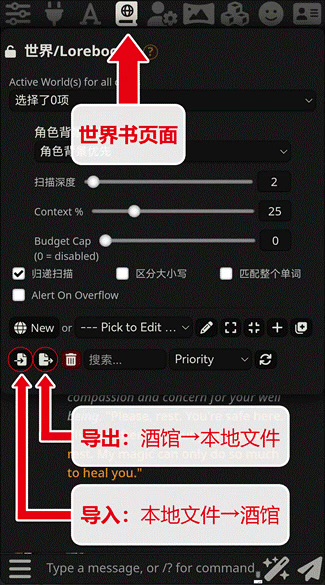 世界/Loreboo
?
Active World(s) for all c
选择了0项
世界书页面
角色背
角色背景优先
扫描深度
2
Context %
25
Budget Cap
(0 = disabled)
0
归递扫描
区分大小写
匹配整个单词
Alert On Overflow
New
or
--- Pick to Edit ...
搜索...
Priority
compassion and concern for your well
being. "Please, rest. You're safe here
导出：酒馆→本地文件
rest. My magic can only do so much
to heal you."
导入：本地文件→酒馆
Type a message, or /? for command